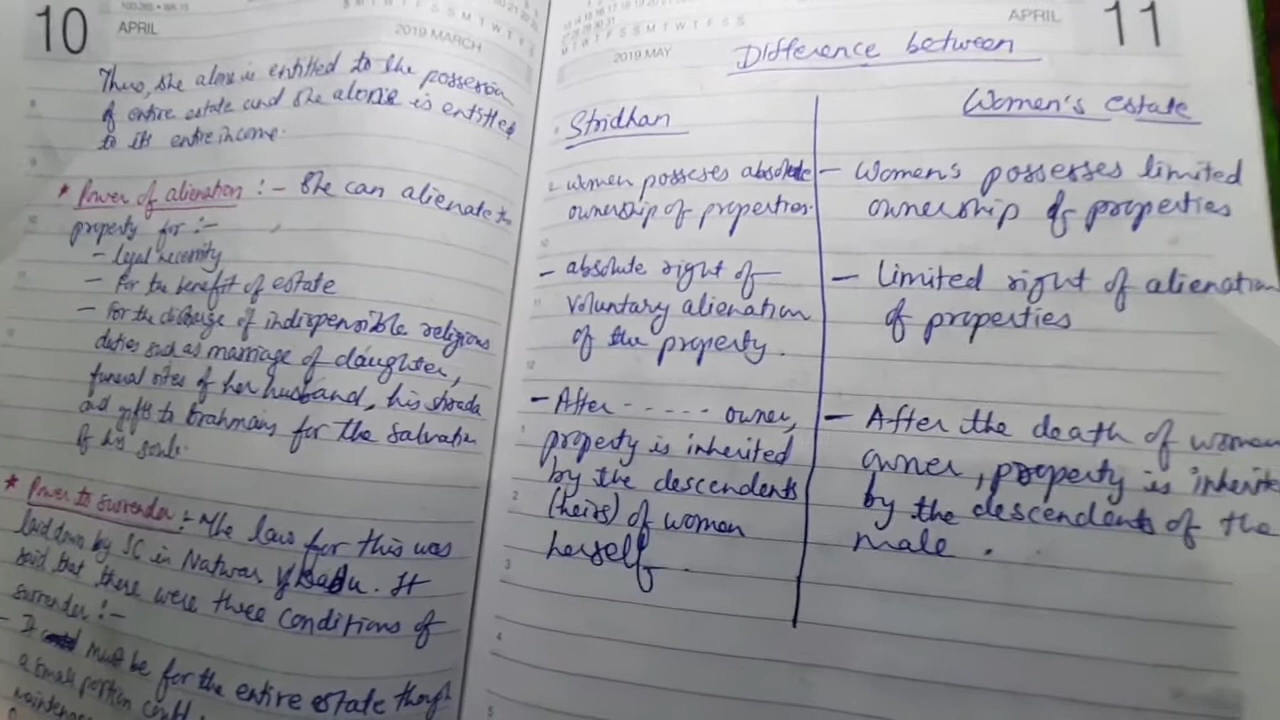 10
APRIL
2019 MARCH
Thus, she alone is entitled to the possession
of entire estate and she alone is entitled
to its entire income.
* Power of alienation :- She can alienate
property for :-
- legal necessity
- For the benefit of estate
- For the discharge of indispensible religious
duties such as marriage of daughter,
funeral rites of her husband, his
and gifts to brahmains for the salvation
of his soul.
* Power to surrender :- The law for this was
laid down by SC in Natwar v. It
said that there were three conditions of
surrender :-
- It must be for the entire estate though
a small portion
APRIL
11
2019 MAY
Difference between
Stridhan
- women posseses absolute
ownership of properties.
- absolute right of
voluntary alienation
of the property.
- After - - - - - owner,
property is inherited
by the descendents
(heirs) of women
herself.
Women's estate
- Women's possesses limited
ownership of properties
- Limited right of alienation
of properties
- After the death of women
owner, property is inherite
by the descendents of the
male.